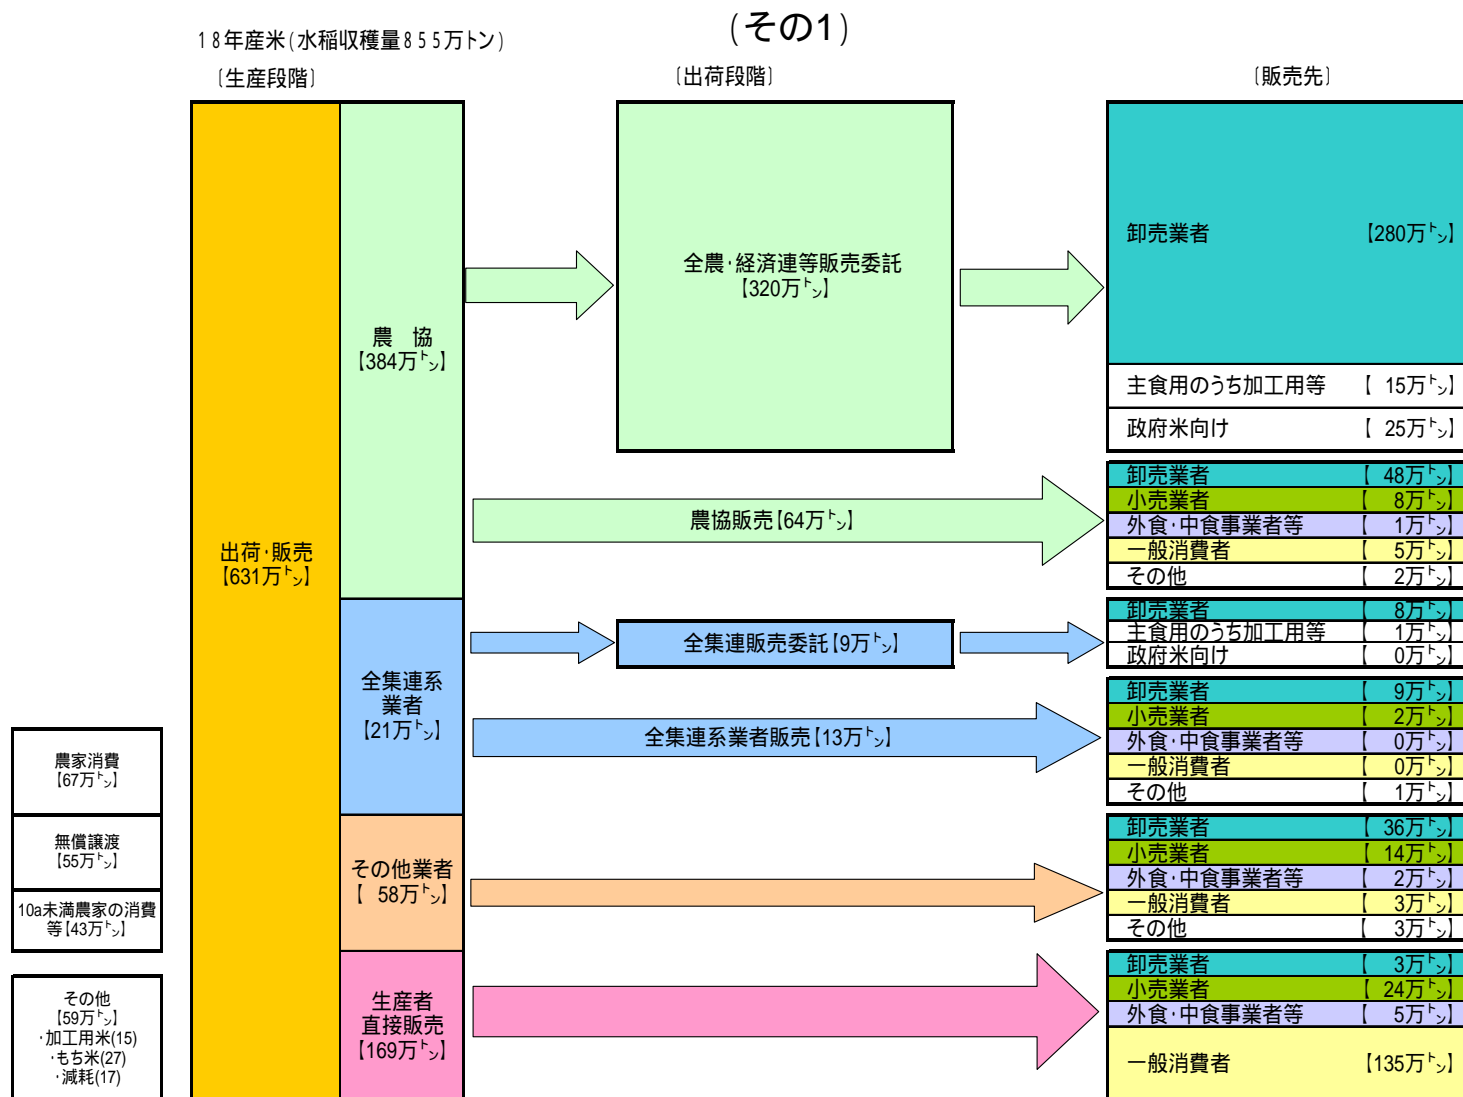 (その1)
18年産米(水稲収穫量855万トン)
〔生産段階〕
〔出荷段階〕
〔販売先〕
出荷・販売
【631万トン】
農　協
【384万トン】
全農・経済連等販売委託
【320万トン】
卸売業者 【280万トン】
主食用のうち加工用等 【 15万トン】
政府米向け 【 25万トン】
農協販売【64万トン】
卸売業者 【 48万トン】
小売業者 【 8万トン】
外食・中食事業者等 【 1万トン】
一般消費者 【 5万トン】
その他 【 2万トン】
全集連系
業者
【21万トン】
全集連販売委託【9万トン】
卸売業者 【 8万トン】
主食用のうち加工用等 【 1万トン】
政府米向け 【 0万トン】
全集連系業者販売【13万トン】
卸売業者 【 9万トン】
小売業者 【 2万トン】
外食・中食事業者等 【 0万トン】
一般消費者 【 0万トン】
その他 【 1万トン】
その他業者
【 58万トン】
卸売業者 【 36万トン】
小売業者 【 14万トン】
外食・中食事業者等 【 2万トン】
一般消費者 【 3万トン】
その他 【 3万トン】
生産者
直接販売
【169万トン】
卸売業者 【 3万トン】
小売業者 【 24万トン】
外食・中食事業者等 【 5万トン】
一般消費者 【135万トン】
農家消費
【67万トン】
無償譲渡
【55万トン】
10a未満農家の消費
等【43万トン】
その他
【59万トン】
・加工用米(15)
・もち米(27)
・減耗(17)